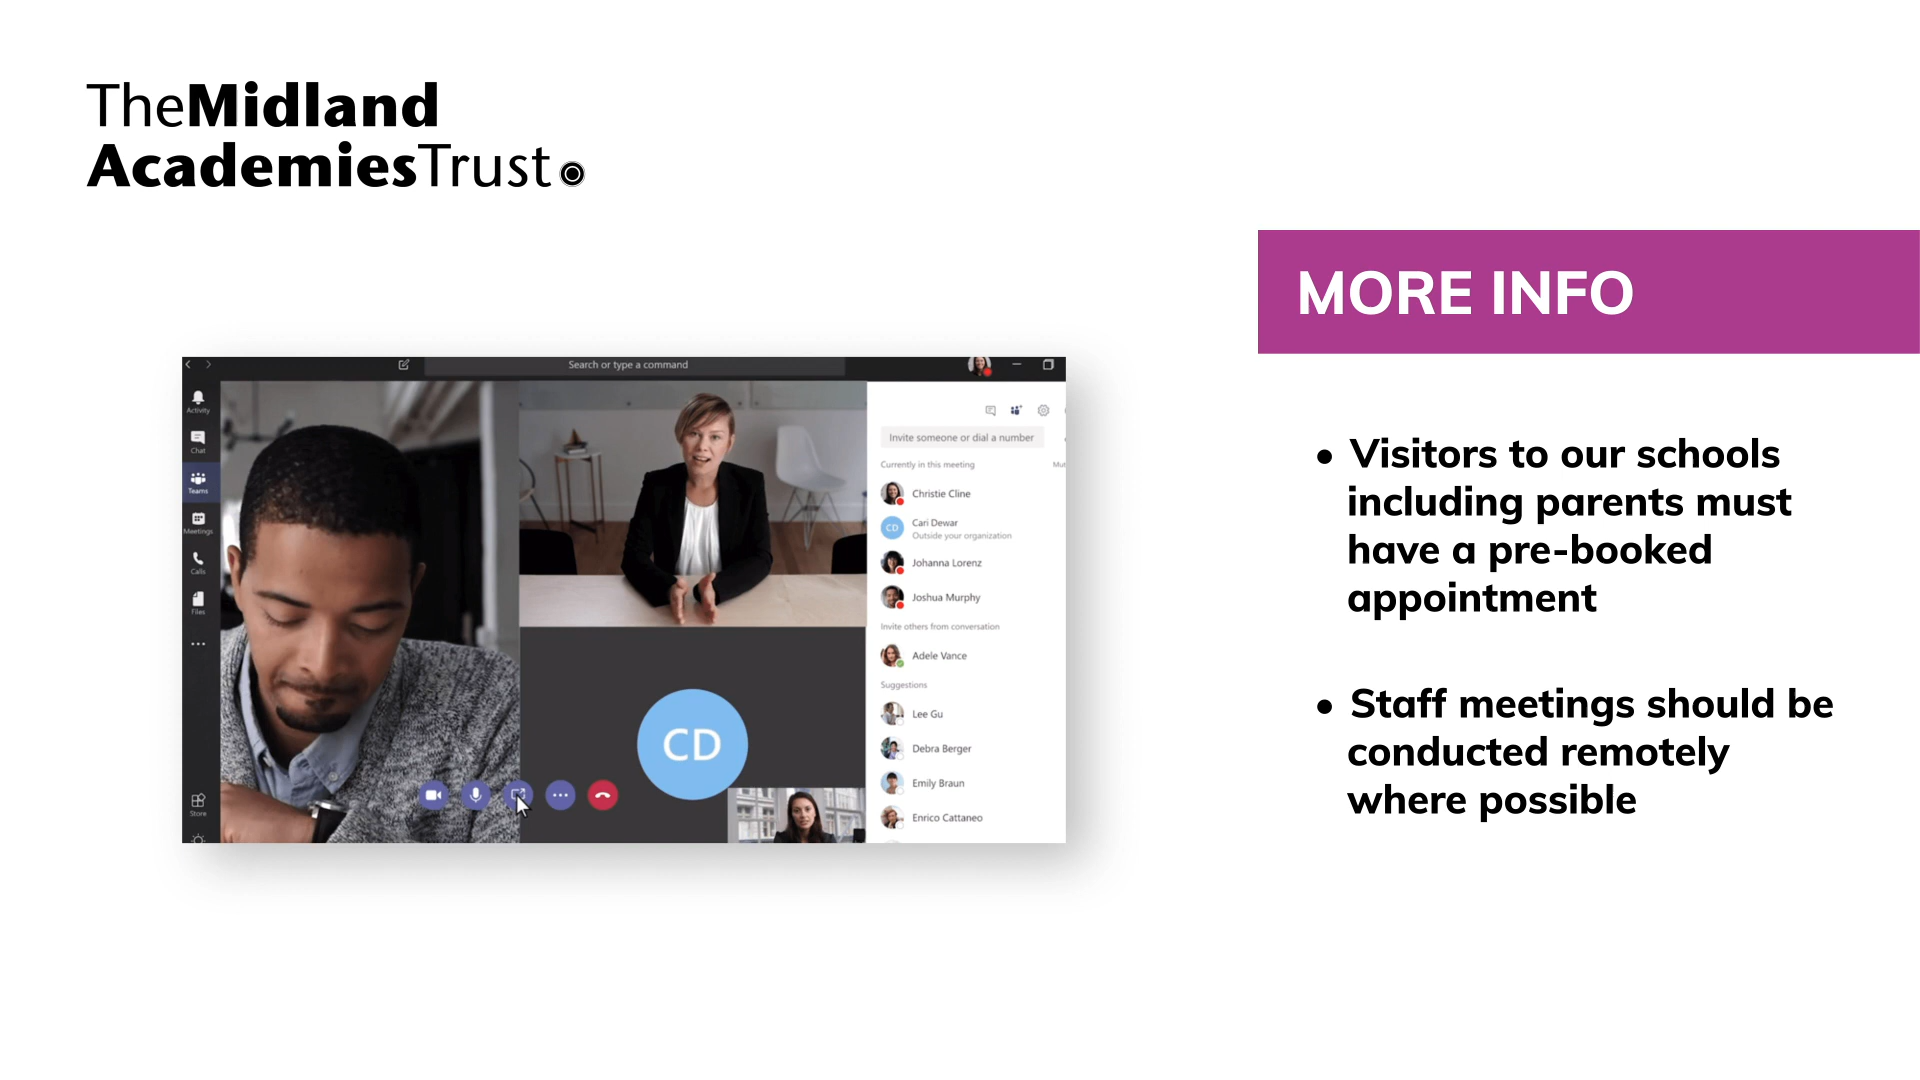 TheMidland
AcademiesTrust
MORE INFO
• Visitors to our schools
including parents must
have a pre-booked
appointment
• Staff meetings should be
conducted remotely
where possible
Search or type a command
Activity
Chat
Teams
Meetings
Calls
Files
Store
CD
Invite someone or dial a number
Currently in this meeting
Christie Cline
CD
Cari Dewar
Outside your organization
Johanna Lorenz
Joshua Murphy
Invite others from conversation
Adele Vance
Suggestions
Lee Gu
Debra Berger
Emily Braun
Enrico Cattaneo